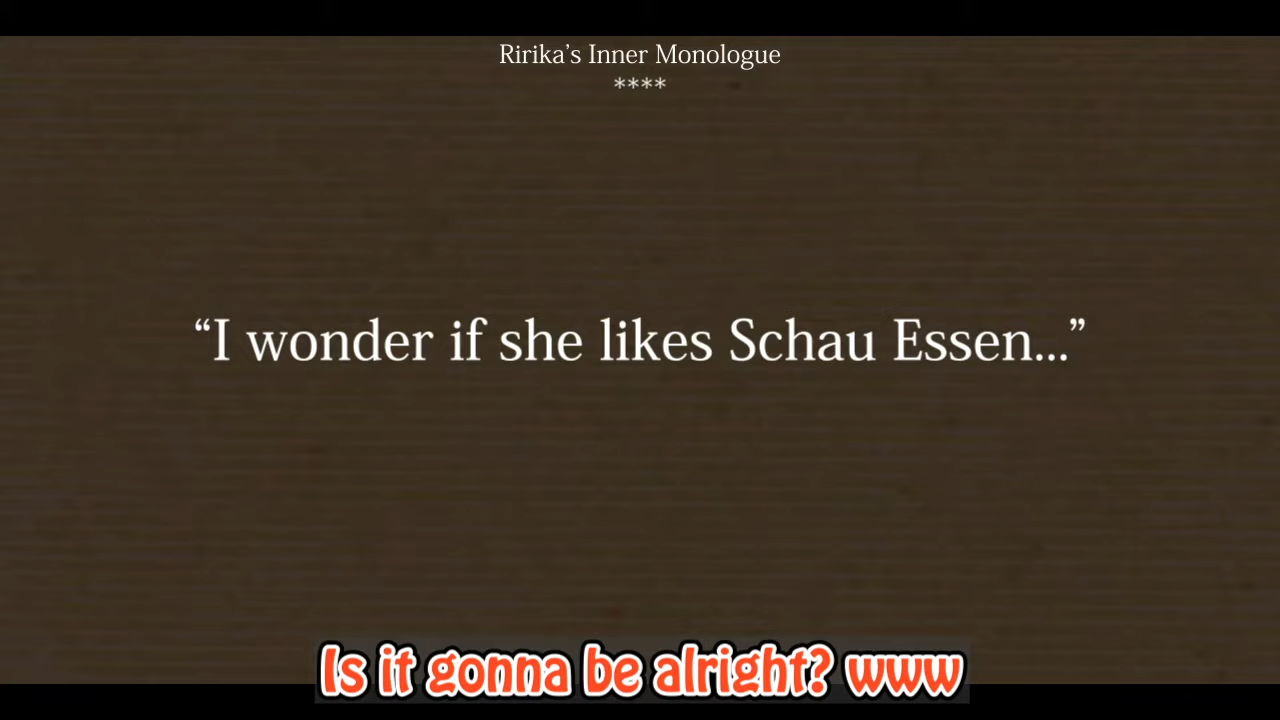 Ririka’s Inner Monologue
****
“I wonder if she likes Schau Essen...”
Is it gonna be alright? www